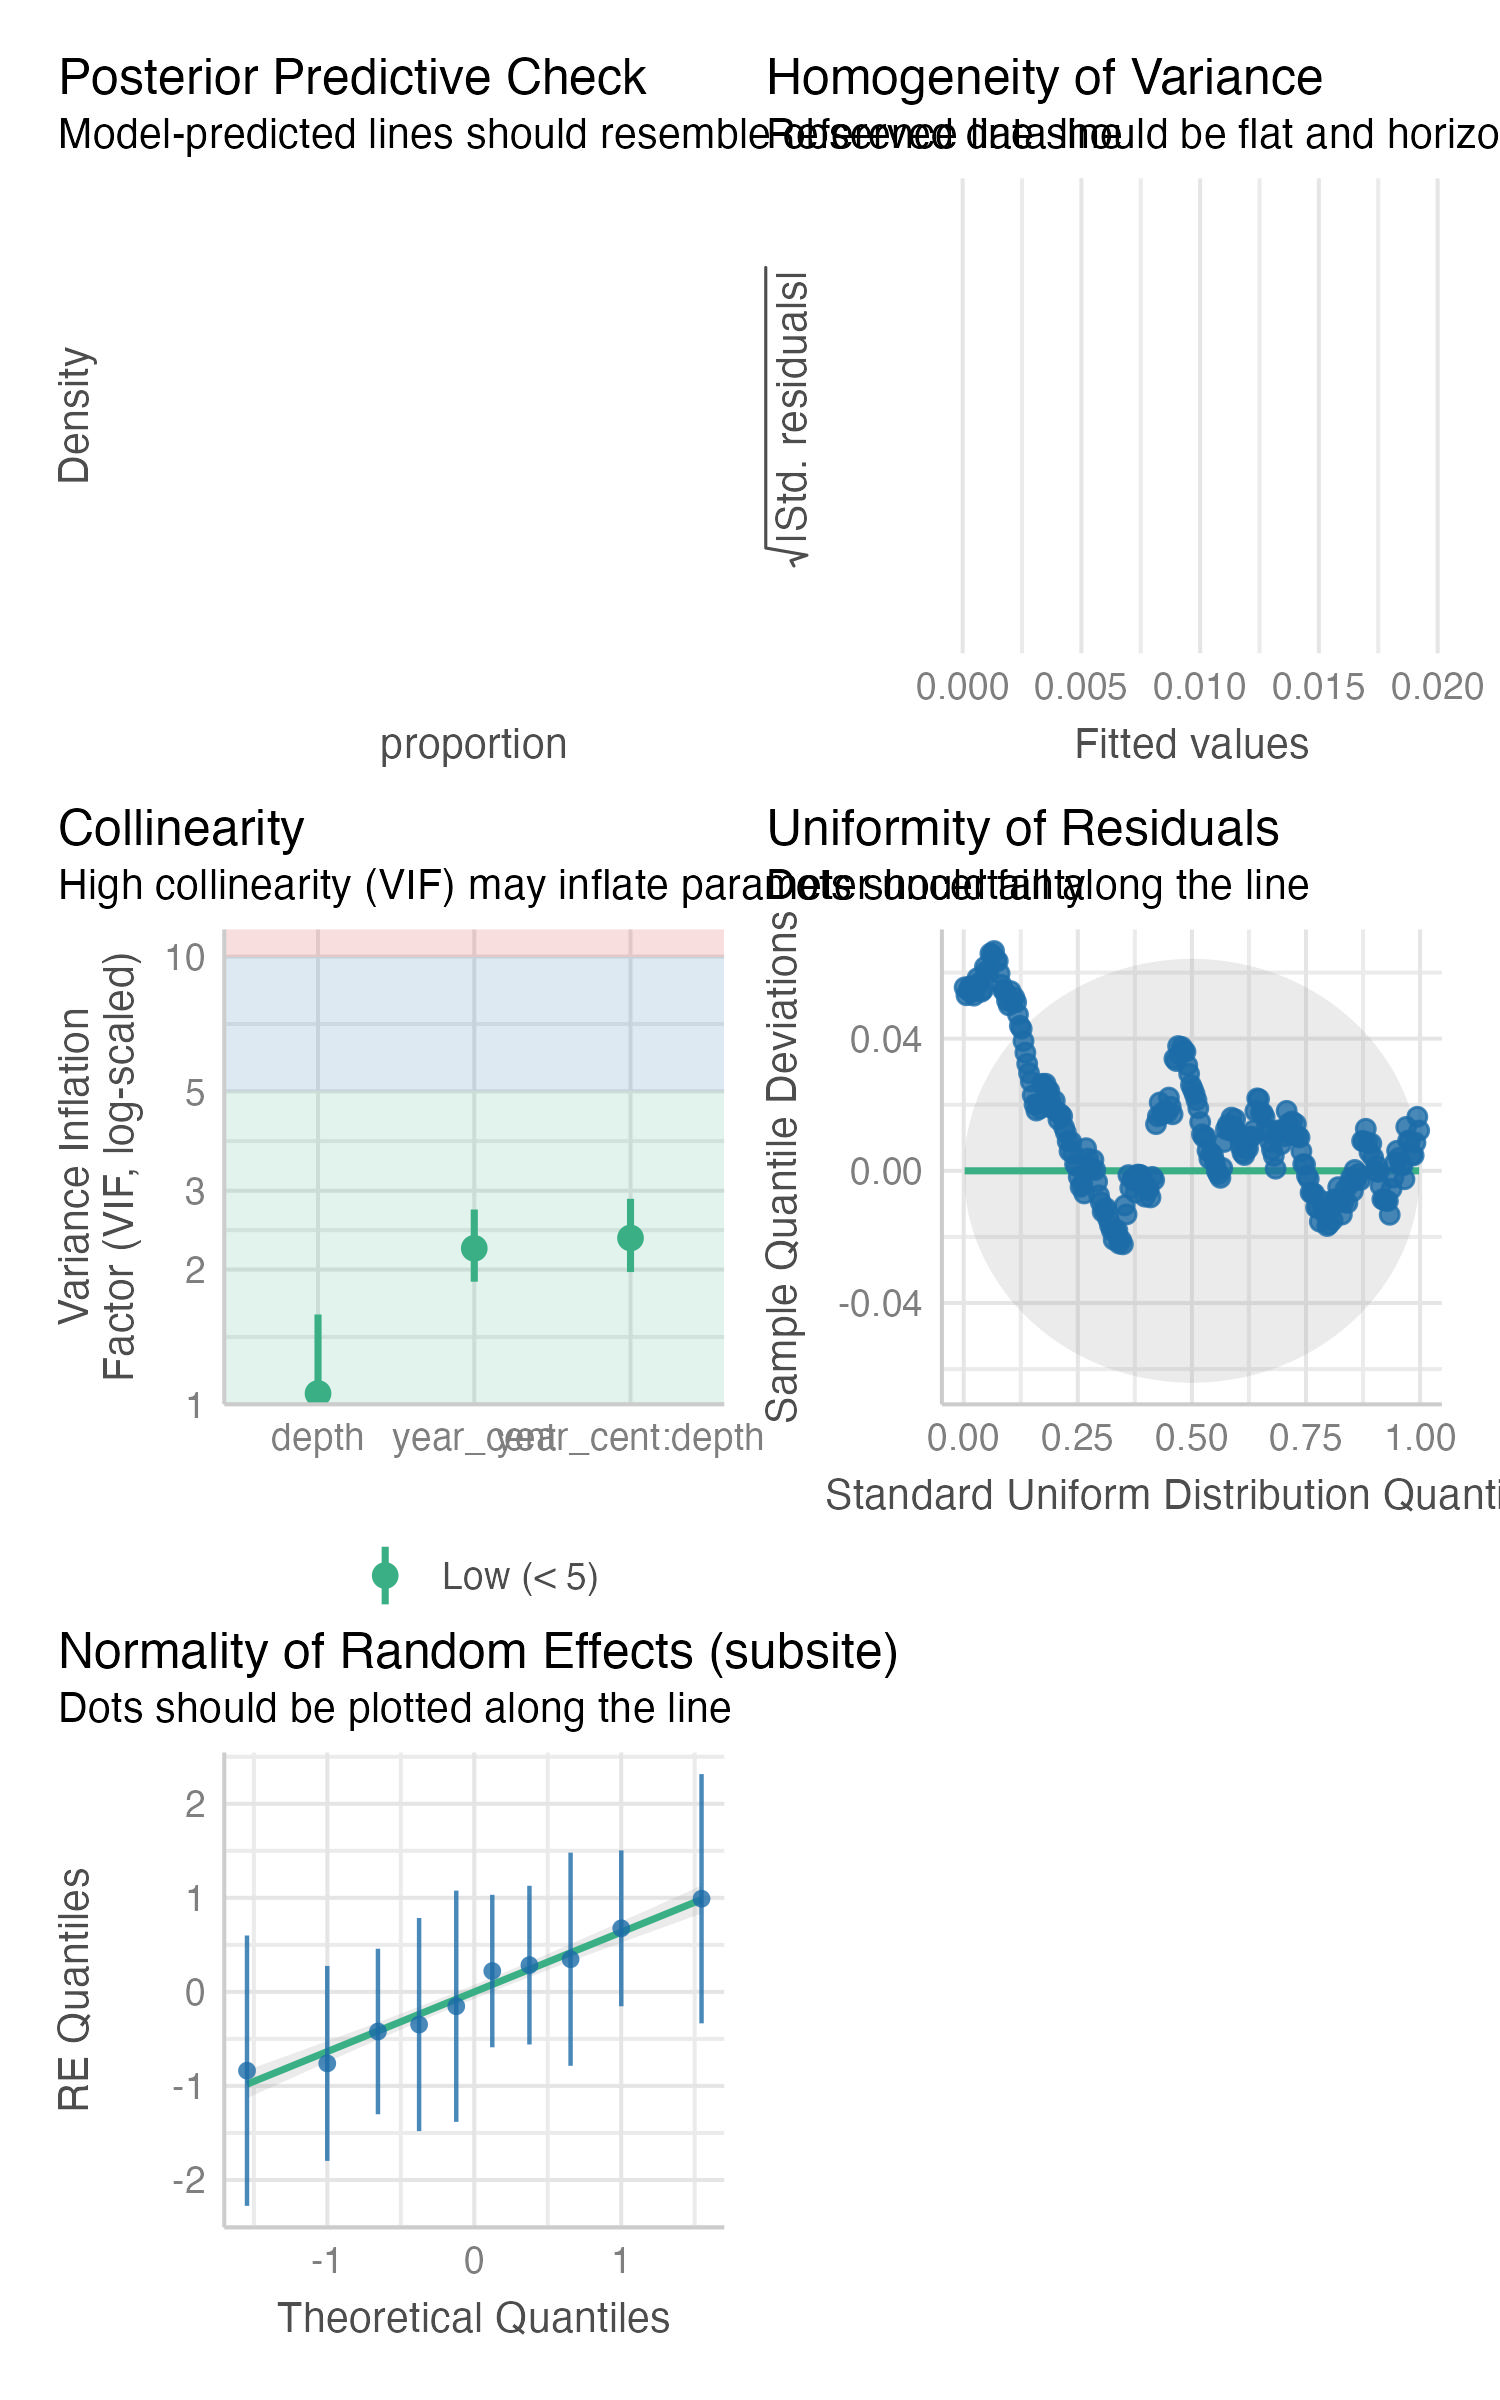 Posterior Predictive Check
Model-predicted lines should resemble observed data line
Density
proportion
Homogeneity of Variance
Reference line should be flat and horizo
√|Std. residuals|
0.000 0.005 0.010 0.015 0.020
Fitted values
Collinearity
High collinearity (VIF) may inflate parameter uncertainty
Variance Inflation
Factor (VIF, log-scaled)
10
5
3
2
1
depth year_cent year_cent:depth
Low (< 5)
Uniformity of Residuals
Dots should fall along the line
Sample Quantile Deviations
0.04
0.00
-0.04
0.00 0.25 0.50 0.75 1.00
Standard Uniform Distribution Quanti
Normality of Random Effects (subsite)
Dots should be plotted along the line
RE Quantiles
2
1
0
-1
-2
-1 0 1
Theoretical Quantiles